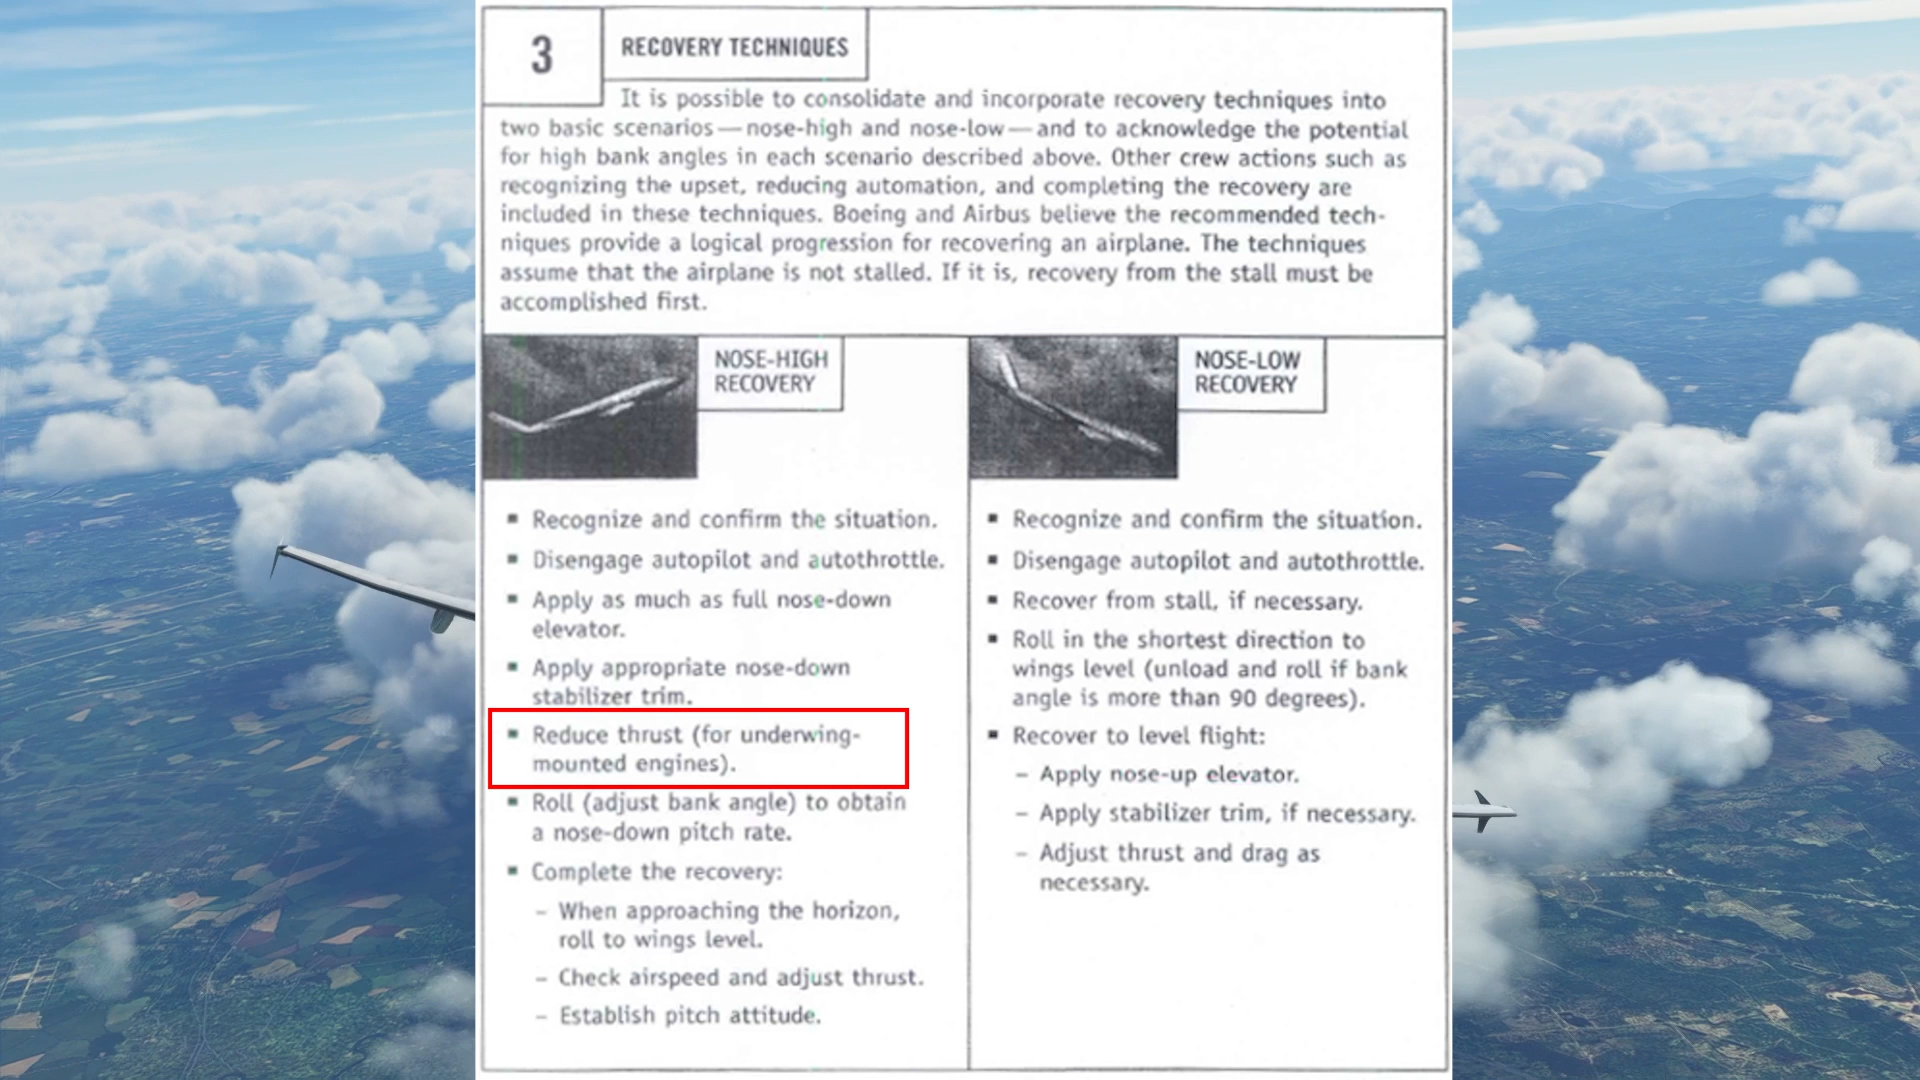 3
RECOVERY TECHNIQUES
It is possible to consolidate and incorporate recovery techniques into
two basic scenarios—nose-high and nose-low—and to acknowledge the potential
for high bank angles in each scenario described above. Other crew actions such as
recognizing the upset, reducing automation, and completing the recovery are
included in these techniques. Boeing and Airbus believe the recommended tech-
niques provide a logical progression for recovering an airplane. The techniques
assume that the airplane is not stalled. If it is, recovery from the stall must be
accomplished first.
NOSE-HIGH
RECOVERY
▪ Recognize and confirm the situation.
▪ Disengage autopilot and autothrottle.
▪ Apply as much as full nose-down
elevator.
▪ Apply appropriate nose-down
stabilizer trim.
▪ Reduce thrust (for underwing-
mounted engines).
▪ Roll (adjust bank angle) to obtain
a nose-down pitch rate.
▪ Complete the recovery:
– When approaching the horizon,
roll to wings level.
– Check airspeed and adjust thrust.
– Establish pitch attitude.
NOSE-LOW
RECOVERY
▪ Recognize and confirm the situation.
▪ Disengage autopilot and autothrottle.
▪ Recover from stall, if necessary.
▪ Roll in the shortest direction to
wings level (unload and roll if bank
angle is more than 90 degrees).
▪ Recover to level flight:
– Apply nose-up elevator.
– Apply stabilizer trim, if necessary.
– Adjust thrust and drag as
necessary.